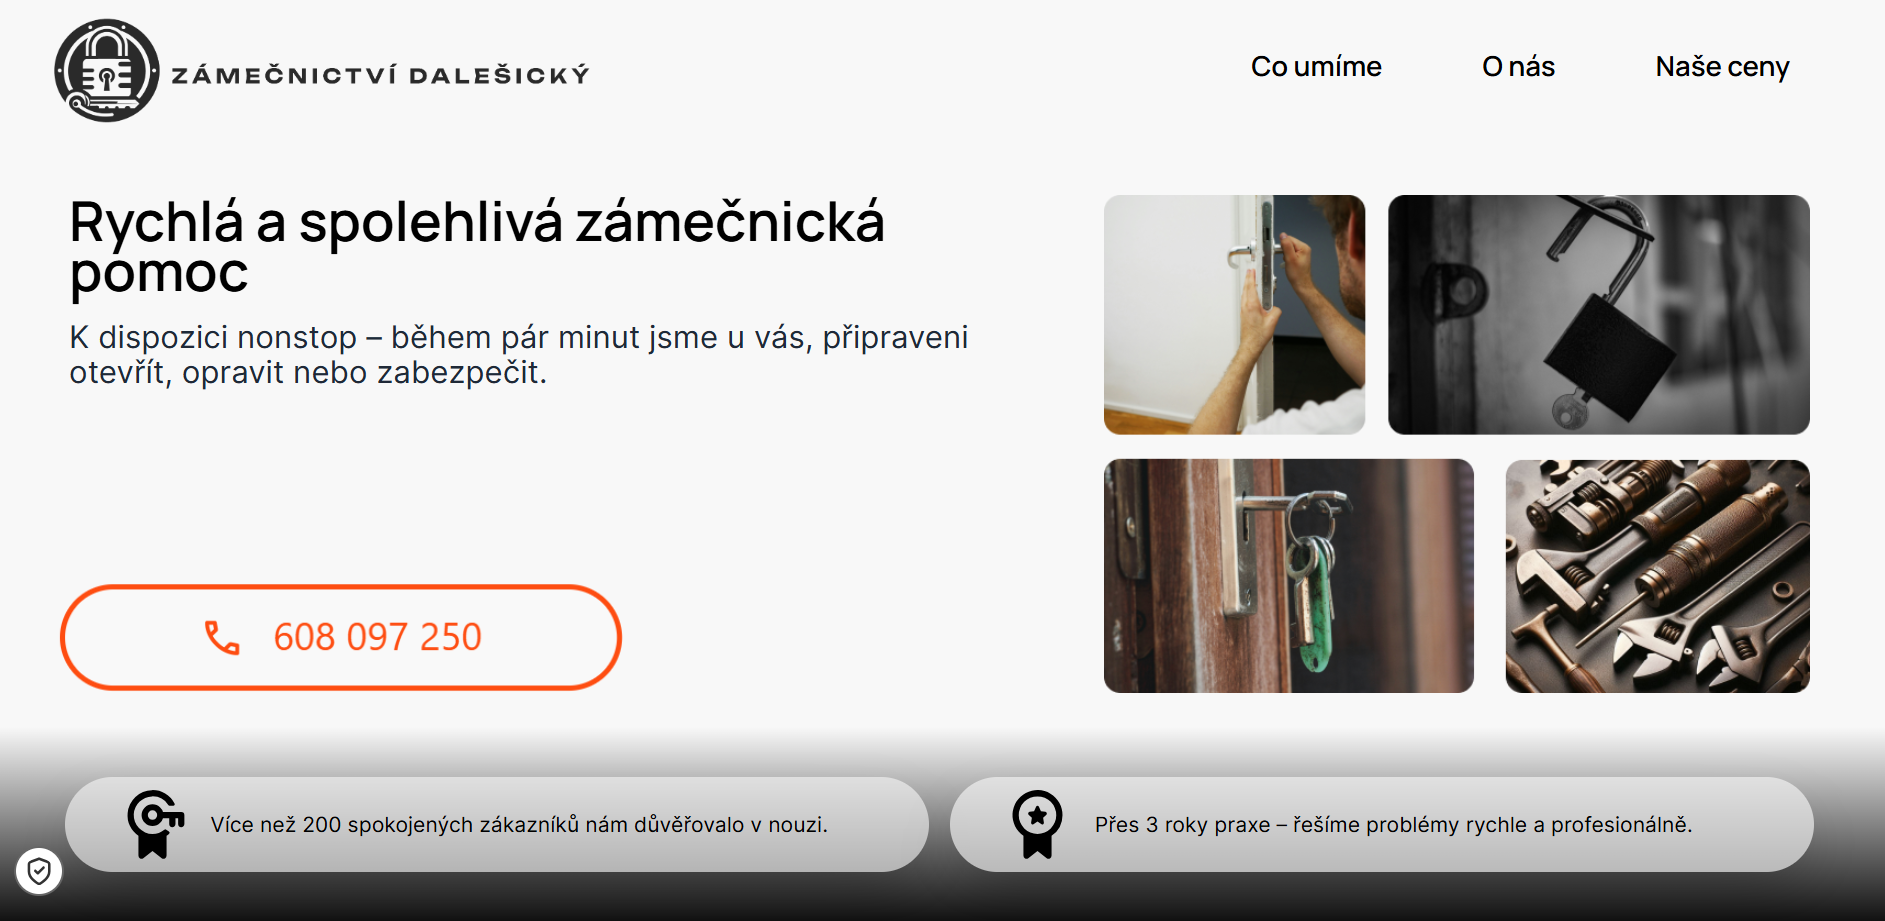 ZÁMEČNICTVÍ DALEŠICKÝ
Co umíme
O nás
Naše ceny
Rychlá a spolehlivá zámečnická
pomoc
K dispozici nonstop – během pár minut jsme u vás, připraveni
otevřít, opravit nebo zabezpečit.
608 097 250
Více než 200 spokojených zákazníků nám důvěřovalo v nouzi.
Přes 3 roky praxe – řešíme problémy rychle a profesionálně.